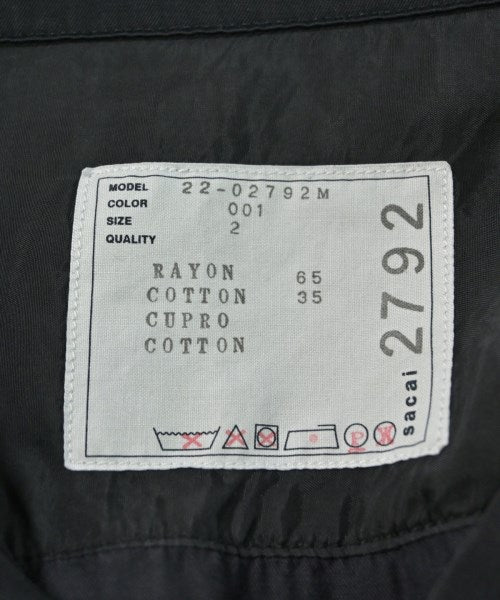 MODEL 22-02792M
COLOR 001
SIZE 2
QUALITY
RAYON 65
COTTON 35
CUPRO
COTTON
P W
sacai 2792